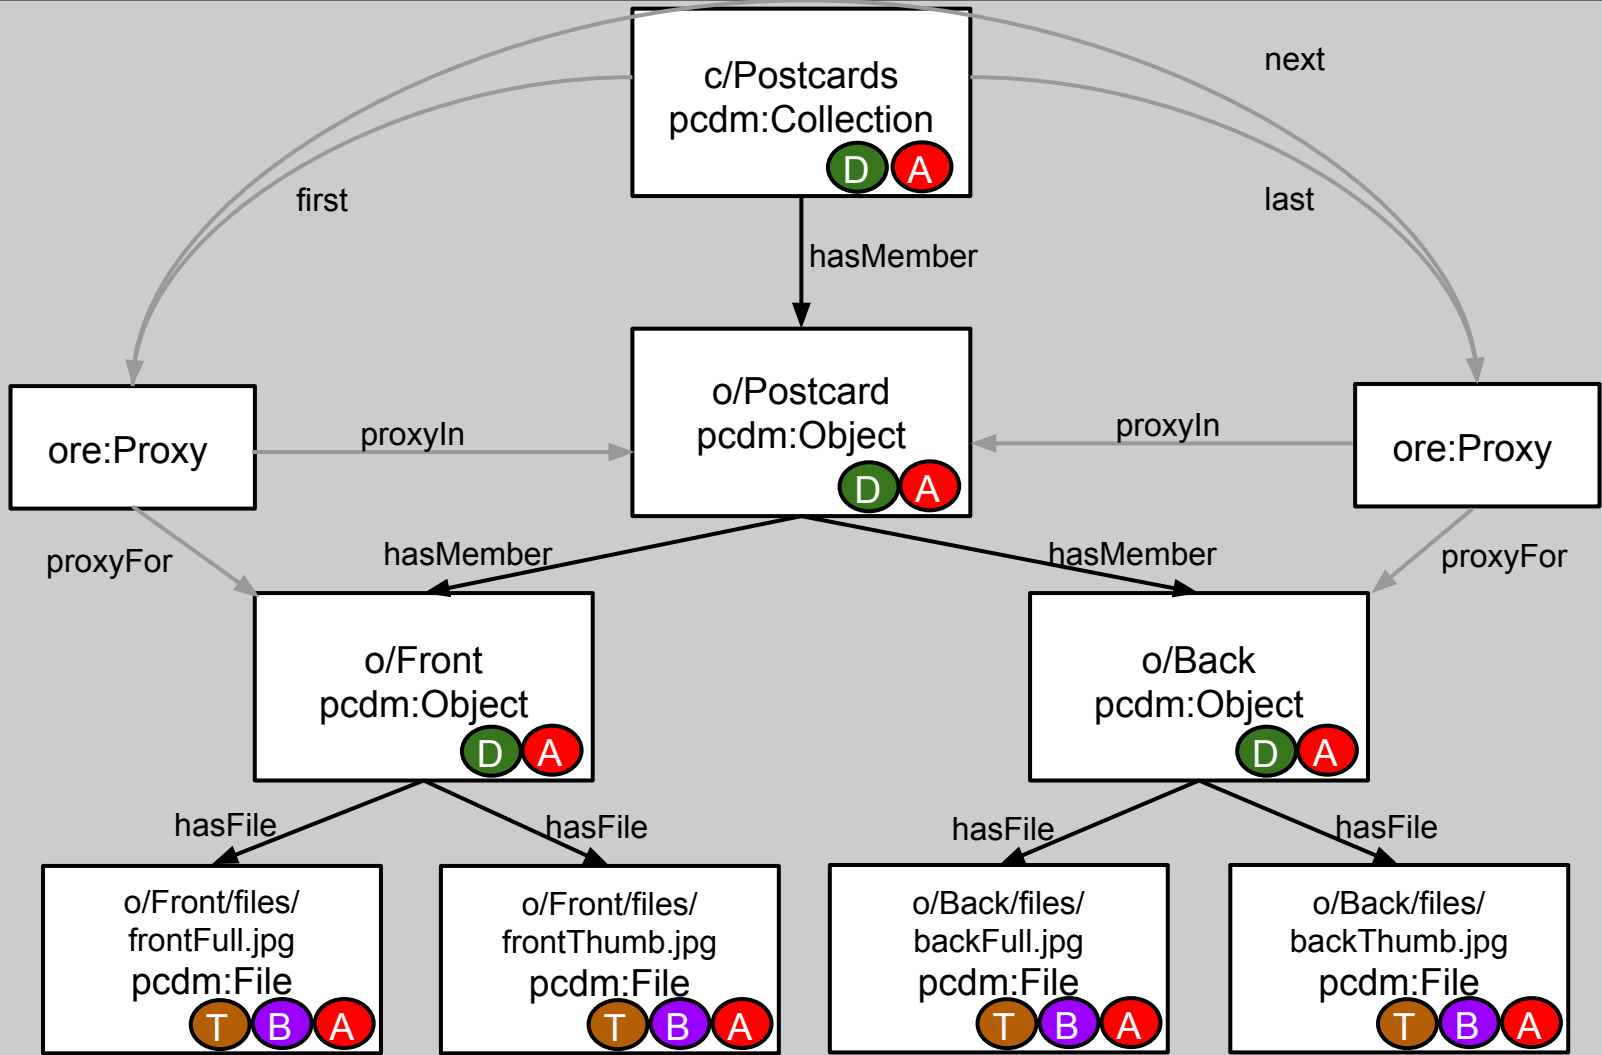 next
c/Postcards
pcdm:Collection
D A
first
last
hasMember
o/Postcard
pcdm:Object
D A
ore:Proxy
proxyIn
proxyIn
ore:Proxy
proxyFor
hasMember
hasMember
proxyFor
o/Front
pcdm:Object
D A
o/Back
pcdm:Object
D A
hasFile
hasFile
hasFile
hasFile
o/Front/files/
frontFull.jpg
pcdm:File
T B A
o/Front/files/
frontThumb.jpg
pcdm:File
T B A
o/Back/files/
backFull.jpg
pcdm:File
T B A
o/Back/files/
backThumb.jpg
pcdm:File
T B A